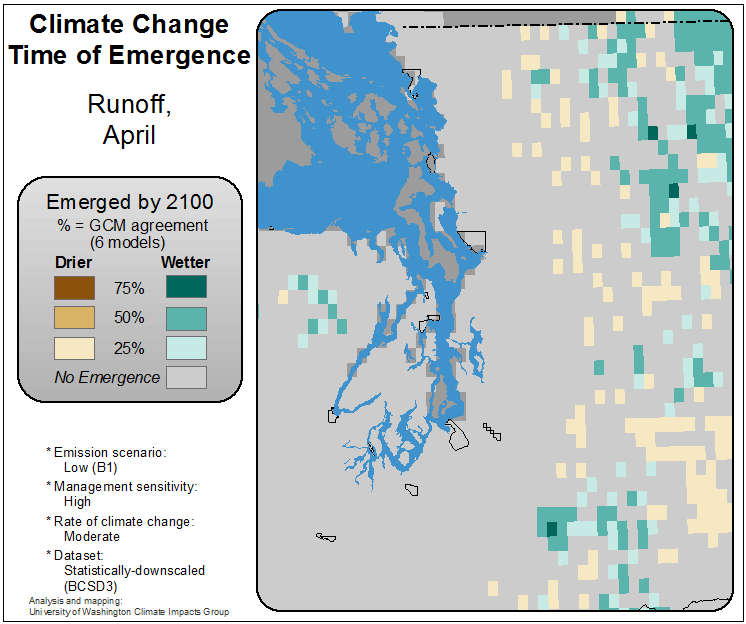 Climate Change
Time of Emergence
Runoff,
April
Emerged by 2100
% = GCM agreement
(6 models)
Drier Wetter
75%
50%
25%
No Emergence
* Emission scenario:
Low (B1)
* Management sensitivity:
High
* Rate of climate change:
Moderate
* Dataset:
Statistically-downscaled
(BCSD3)
Analysis and mapping:
University of Washington Climate Impacts Group